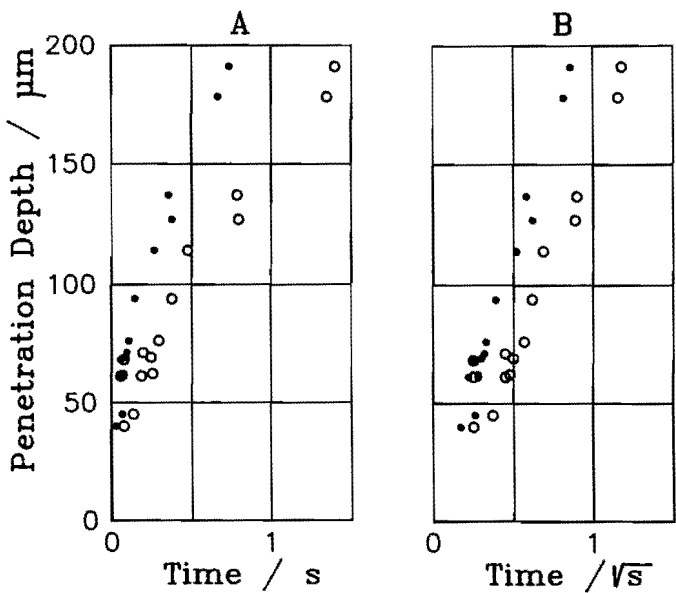 A B
Penetration Depth / µm
200
150
100
50
0
0 1
0 1
Time / s
Time / √s